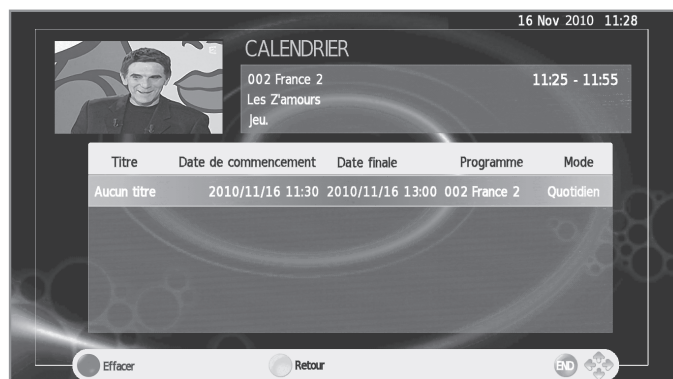 16 Nov 2010 11:28
CALENDRIER
002 France 2 11:25 - 11:55
Les Z'amours
Jeu.
Titre Date de commencement Date finale Programme Mode
Aucun titre 2010/11/16 11:30 2010/11/16 13:00 002 France 2 Quotidien
Effacer Retour END